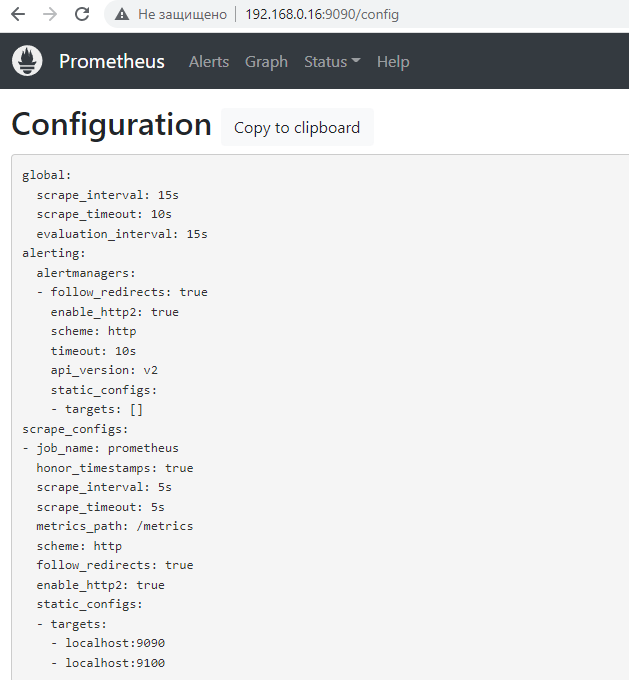 Не защищено 192.168.0.16:9090/config
Prometheus Alerts Graph Status Help
Configuration Copy to clipboard
global:
  scrape_interval: 15s
  scrape_timeout: 10s
  evaluation_interval: 15s
alerting:
  alertmanagers:
  - follow_redirects: true
    enable_http2: true
    scheme: http
    timeout: 10s
    api_version: v2
    static_configs:
    - targets: []
scrape_configs:
- job_name: prometheus
  honor_timestamps: true
  scrape_interval: 5s
  scrape_timeout: 5s
  metrics_path: /metrics
  scheme: http
  follow_redirects: true
  enable_http2: true
  static_configs:
  - targets:
    - localhost:9090
    - localhost:9100